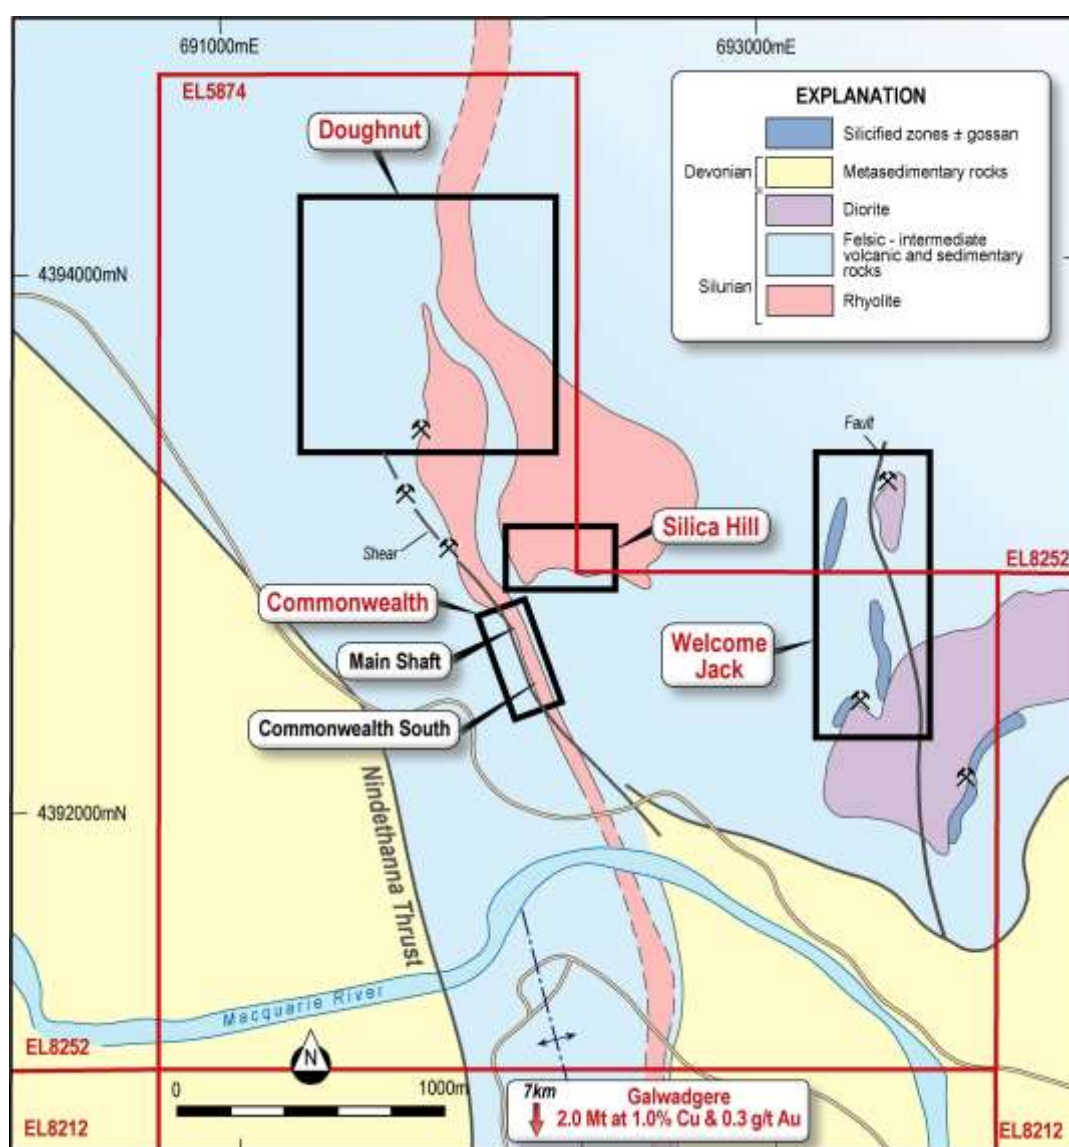 691000mE
693000mE
EL5874
Doughnut
EXPLANATION
Silicified zones ± gossan
Devonian
Metasedimentary rocks
Diorite
Felsic - intermediate
volcanic and sedimentary
rocks
Silurian
Rhyolite
4394000mN
Fault
Shear
Silica Hill
EL8252
Commonwealth
Main Shaft
Welcome
Jack
Commonwealth South
4392000mN
Nindethanna Thrust
Macquarie River
EL8252
N
0
1000m
7km
Galwadgere
2.0 Mt at 1.0% Cu & 0.3 g/t Au
EL8212
EL8212